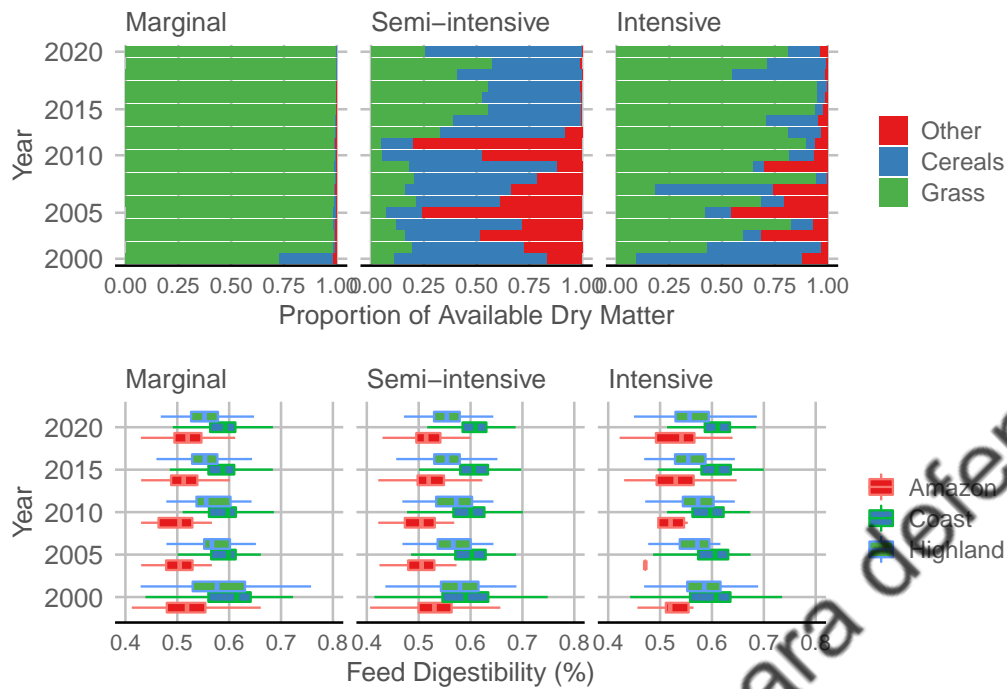 Marginal Semi−intensive Intensive
2020
2015
2010
2005
2000
Year
0.00 0.25 0.50 0.75 1.00
0.00 0.25 0.50 0.75 1.00
0.00 0.25 0.50 0.75 1.00
Proportion of Available Dry Matter
Other
Cereals
Grass
Marginal Semi−intensive Intensive
2020
2015
2010
2005
2000
Year
0.4 0.5 0.6 0.7 0.8
0.4 0.5 0.6 0.7 0.8
0.4 0.5 0.6 0.7 0.8
Feed Digestibility (%)
Amazon
Coast
Highland
ara defen